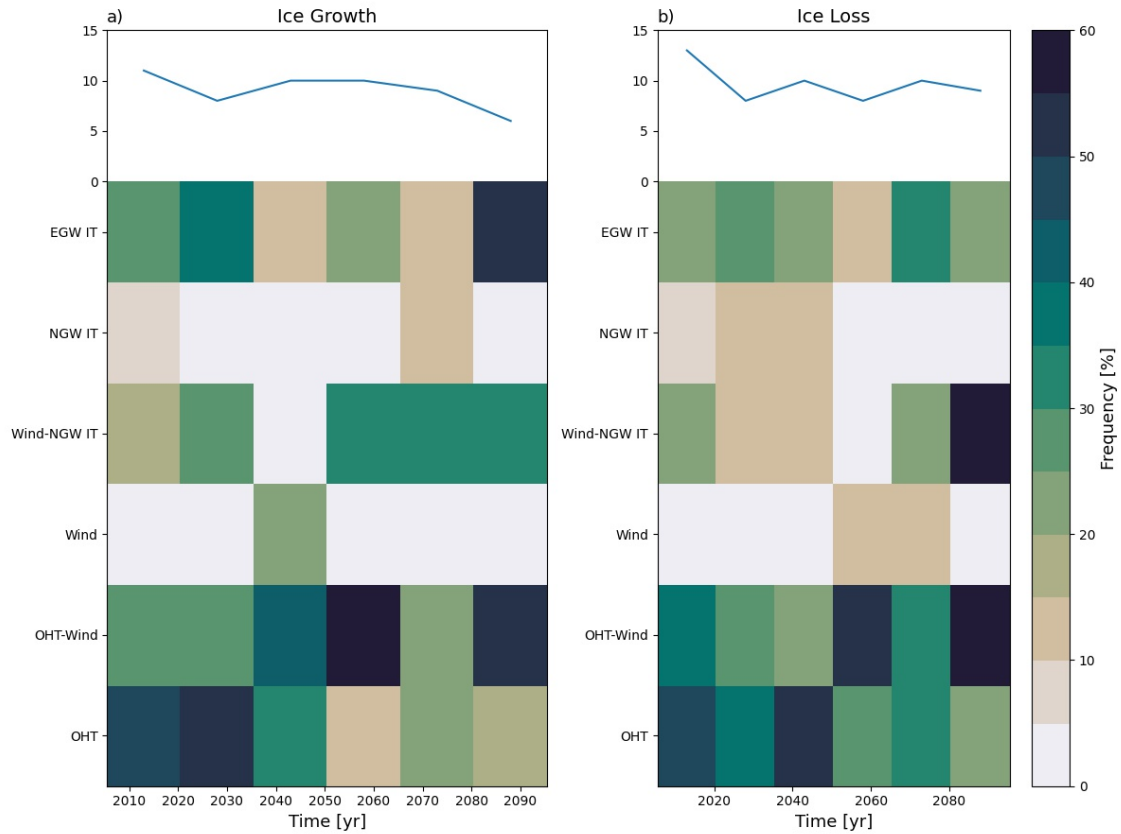 a) Ice Growth
15
10
5
0
EGW IT
NGW IT
Wind-NGW IT
Wind
OHT-Wind
OHT
2010 2020 2030 2040 2050 2060 2070 2080 2090
Time [yr]
b) Ice Loss
15
10
5
0
EGW IT
NGW IT
Wind-NGW IT
Wind
OHT-Wind
OHT
2020 2040 2060 2080
Time [yr]
60
50
40
30
20
10
0
Frequency [%]